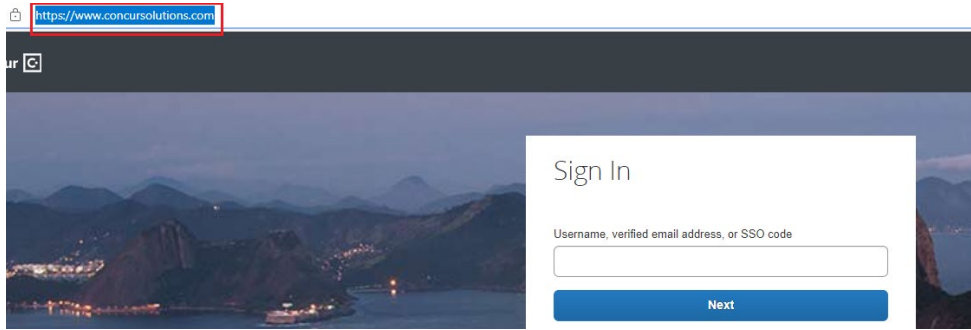 https://www.concursolutions.com
ur C
Sign In
Username, verified email address, or SSO code
Next